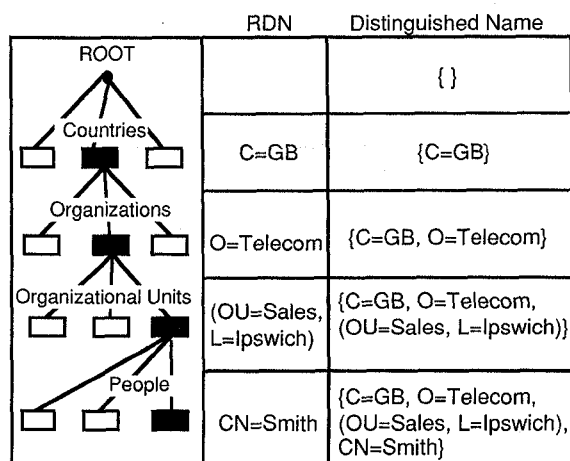 RDN
Distinguished Name
ROOT
{ }
Countries
C=GB
{C=GB}
Organizations
O=Telecom
{C=GB, O=Telecom}
Organizational Units
(OU=Sales,
L=Ipswich)
{C=GB, O=Telecom,
(OU=Sales, L=Ipswich)}
People
CN=Smith
{C=GB, O=Telecom,
(OU=Sales, L=Ipswich),
CN=Smith}